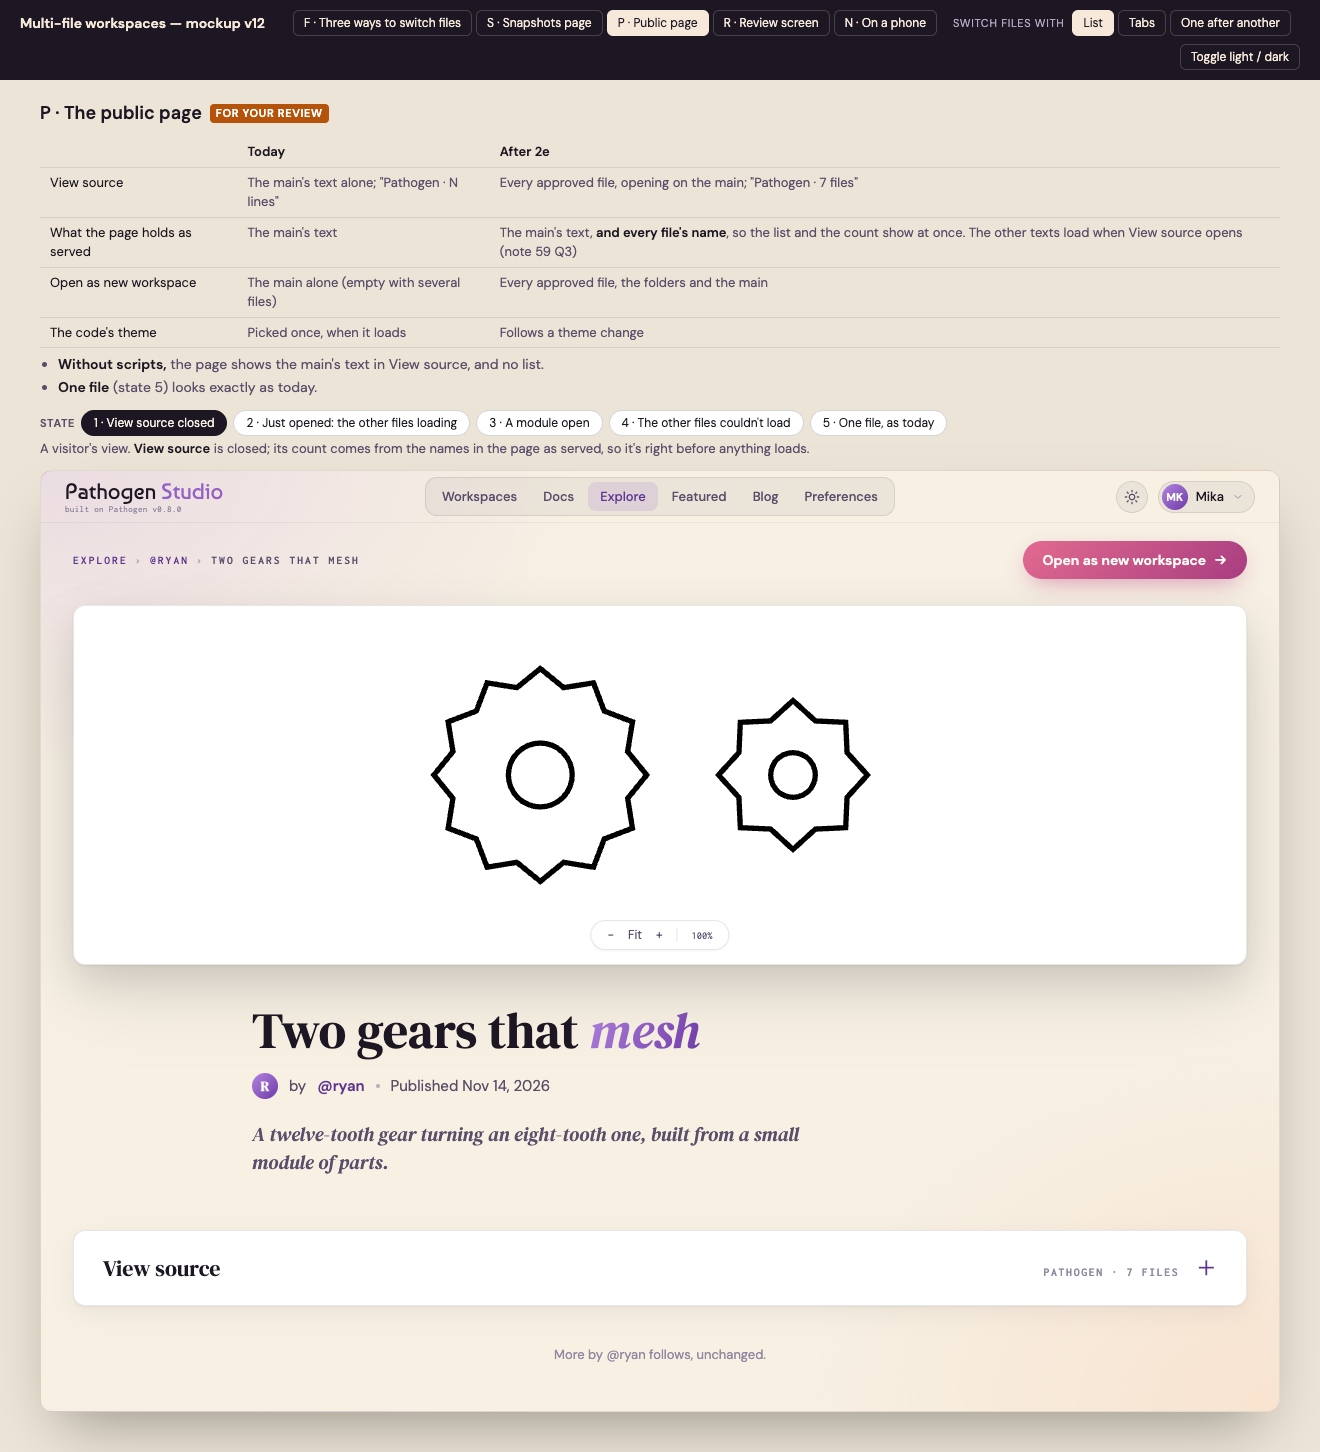 Multi-file workspaces — mockup v12
F · Three ways to switch files
S · Snapshots page
P · Public page
R · Review screen
N · On a phone
SWITCH FILES WITH
List
Tabs
One after another
Toggle light / dark
P · The public page
FOR YOUR REVIEW
Today
After 2e
View source
The main's text alone; "Pathogen · N
lines"
Every approved file, opening on the main; "Pathogen · 7 files"
What the page holds as
served
The main's text
The main's text, and every file's name, so the list and the count show at once. The other texts load when View source opens
(note 59 Q3)
Open as new workspace
The main alone (empty with several
files)
Every approved file, the folders and the main
The code's theme
Picked once, when it loads
Follows a theme change
• Without scripts, the page shows the main's text in View source, and no list.
• One file (state 5) looks exactly as today.
STATE
1 · View source closed
2 · Just opened: the other files loading
3 · A module open
4 · The other files couldn't load
5 · One file, as today
A visitor's view. View source is closed; its count comes from the names in the page as served, so it's right before anything loads.
Pathogen Studio
built on Pathogen v0.8.0
Workspaces
Docs
Explore
Featured
Blog
Preferences
MK
Mika
EXPLORE › @RYAN › TWO GEARS THAT MESH
Open as new workspace →
− Fit + 100%
Two gears that mesh
R
by @ryan • Published Nov 14, 2026
A twelve-tooth gear turning an eight-tooth one, built from a small
module of parts.
View source
PATHOGEN · 7 FILES +
More by @ryan follows, unchanged.